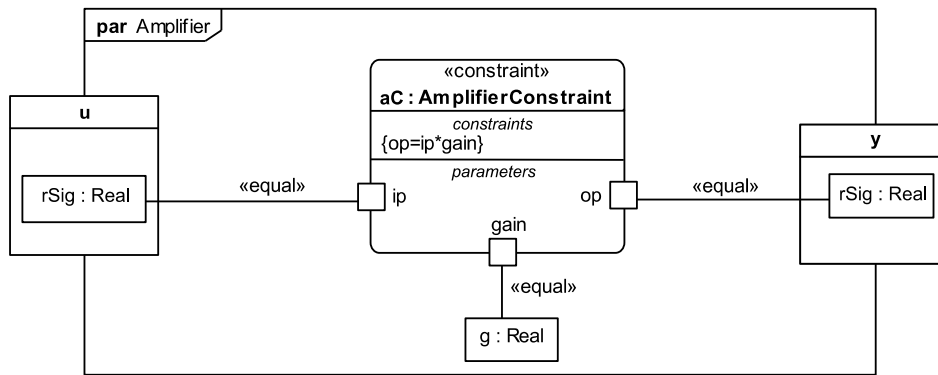 par Amplifier
«constraint»
aC : AmplifierConstraint
constraints
{op=ip*gain}
parameters
u
rSig : Real
«equal»
ip
op
gain
«equal»
y
rSig : Real
«equal»
g : Real